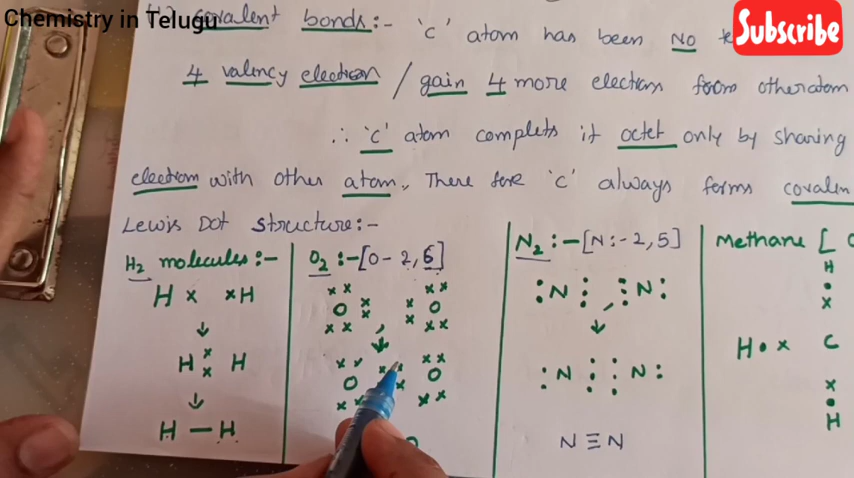 Chemistry in Telugu
Subscribe
covalent bonds:- 'C' atom has been NO
4 valency electron / gain 4 more electron from other atom
∴ 'C' atom complets it octet only by sharing
electron with other atom, There fore 'C' always forms covalen
Lewis Dot structure:-
H2 molecules:- O2:-[O-2,6] N2:-[N:-2,5] Methane [
H × × H
H × × H
H — H
× × O × × × × × × O × ×
× × O × × O × ×
: N : : N :
: N : : : N :
N ≡ N
H
•
×
H • × C
×
•
H